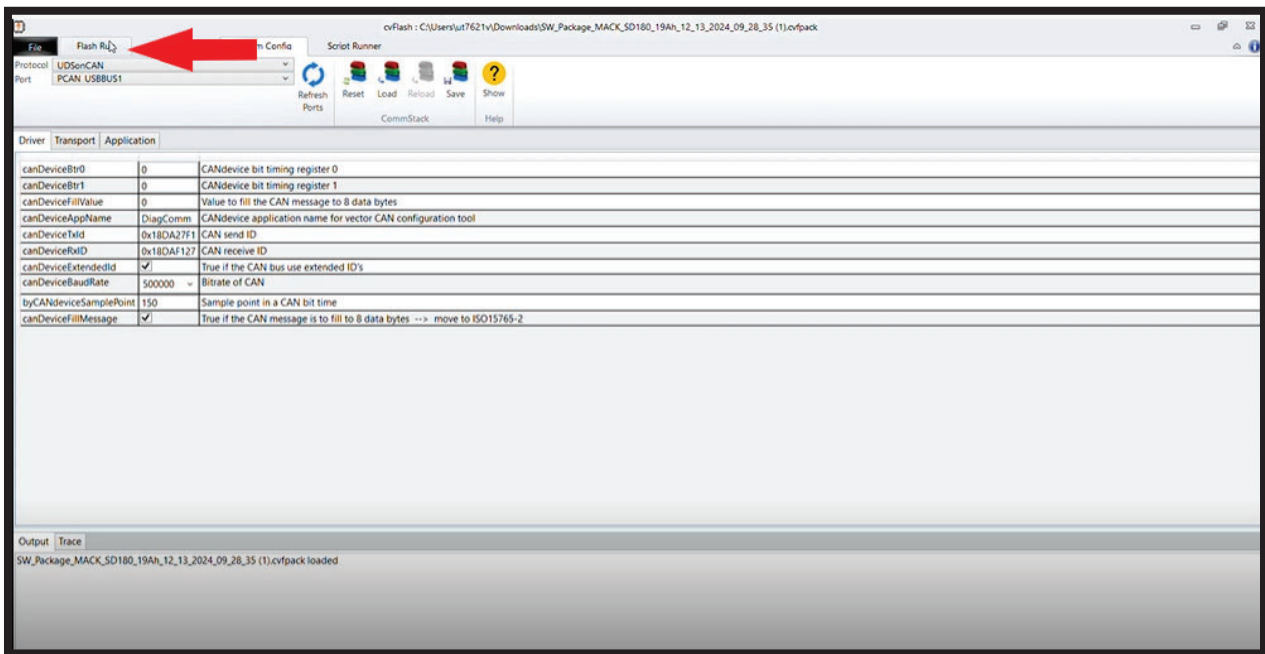 cvFlash : C:\Users\ut7621v\Downloads\SW_Package_MACK_SD180_19Ah_12_13_2024_09_28_35 (1).cvfpack
File Flash m Config Script Runner
Protocol UDSonCAN
Port PCAN USBBUS1
Refresh Ports
Reset Load Reload Save Show
CommStack Help
Driver Transport Application
canDeviceBtr0 0 CANdevice bit timing register 0
canDeviceBtr1 0 CANdevice bit timing register 1
canDeviceFillValue 0 Value to fill the CAN message to 8 data bytes
canDeviceAppName DiagComm CANdevice application name for vector CAN configuration tool
canDeviceTxId 0x18DA27F1 CAN send ID
canDeviceRxID 0x18DAF127 CAN receive ID
canDeviceExtendedId True if the CAN bus use extended ID's
canDeviceBaudRate 500000 Bitrate of CAN
byCANdeviceSamplePoint 150 Sample point in a CAN bit time
canDeviceFillMessage True if the CAN message is to fill to 8 data bytes --> move to ISO15765-2
Output Trace
SW_Package_MACK_SD180_19Ah_12_13_2024_09_28_35 (1).cvfpack loaded